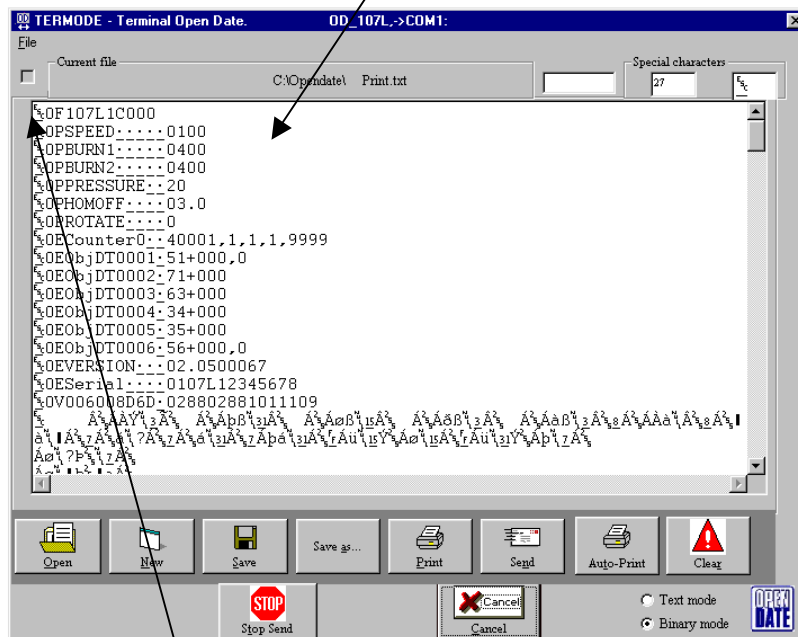 TERMODE - Terminal Open Date. OD_107L,->COM1:
File
Current file
C:\Opendate\ Print.txt
Special characters
27
0F107L1C000
0PSPEED·····0100
0PBURN1·····0400
0PBURN2·····0400
0PPRESSURE··20
0PHOMOFF····03.0
0PROTATE····0
0ECounter0··40001,1,1,1,9999
0EObjDT0001·51+000,0
0EObjDT0002·71+000
0EObjDT0003·63+000
0EObjDT0004·34+000
0EObjDT0005·35+000
0EObjDT0006·56+000,0
0EVERSION···02.0500067
0ESerial····0107L12345678
0V006008D6D·028802881011109
Open
New
Save
Save as...
Print
Send
Auto-Print
Clear
Stop Send
STOP
Cancel
Cancel
Text mode
Binary mode
OPEN
DATE